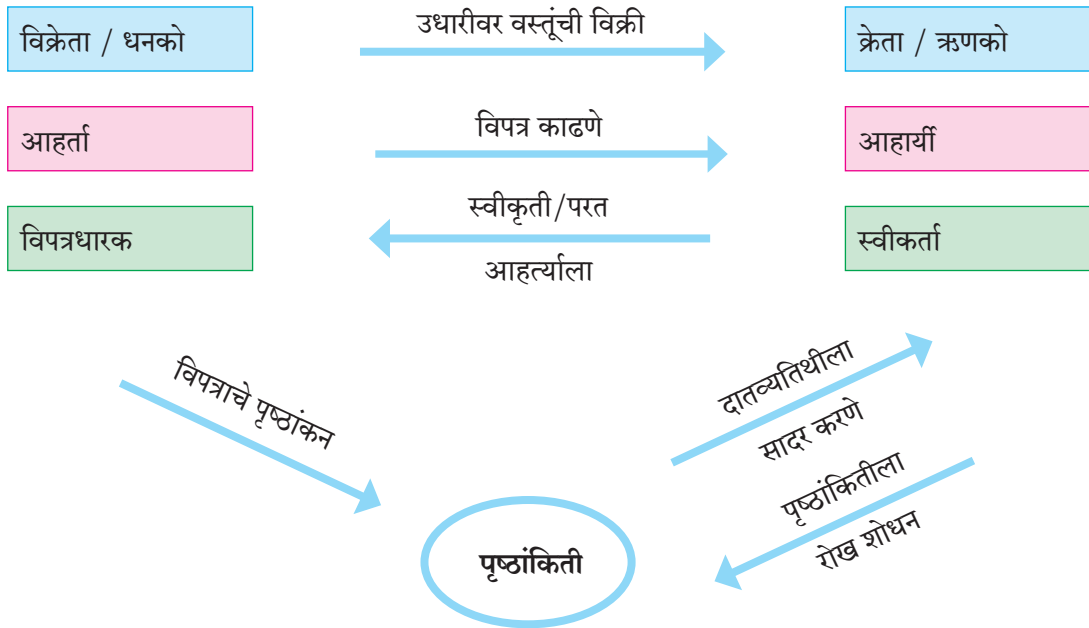 विक्रेता / धनको
उधारीवर वस्तूंची विक्री
क्रेता / ऋणको
आहर्ता
विपत्र काढणे
आहार्यी
विपत्रधारक
स्वीकृती/परत
आहर्त्याला
स्वीकर्ता
विपत्राचे पृष्ठांकन
दातव्यतिथीला
सादर करणे
पृष्ठांकितीला
रोख शोधन
पृष्ठांकिती